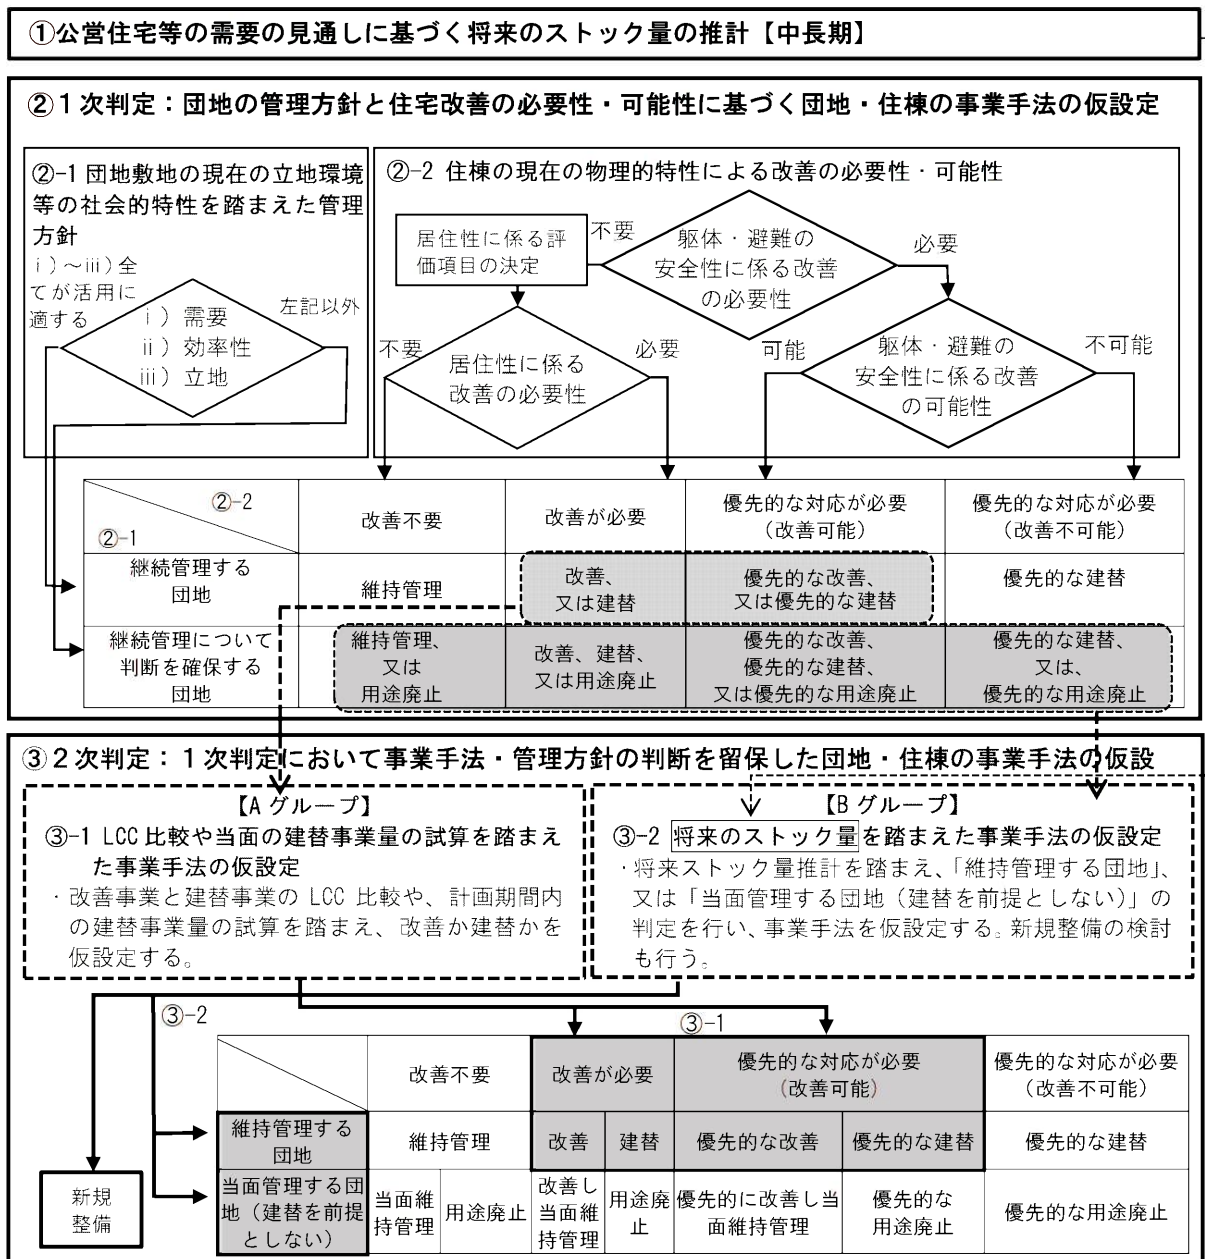 ①公営住宅等の需要の見通しに基づく将来のストック量の推計【中長期】
②１次判定：団地の管理方針と住宅改善の必要性・可能性に基づく団地・住棟の事業手法の仮設定
②-1 団地敷地の現在の立地環境
等の社会的特性を踏まえた管理
方針
ⅰ）～ⅲ）全
てが活用に
適する
左記以外
ⅰ）需要
ⅱ）効率性
ⅲ）立地
②-2 住棟の現在の物理的特性による改善の必要性・可能性
居住性に係る評
価項目の決定
不要
躯体・避難の
安全性に係る改善
の必要性
必要
不要
居住性に係る
改善の必要性
必要
可能
躯体・避難の
安全性に係る改善
の可能性
不可能
②-2
②-1
改善不要
改善が必要
優先的な対応が必要
（改善可能）
優先的な対応が必要
（改善不可能）
継続管理する
団地
維持管理
改善、
又は建替
優先的な改善、
又は優先的な建替
優先的な建替
継続管理について
判断を確保する
団地
維持管理、
又は
用途廃止
改善、建替、
又は用途廃止
優先的な改善、
優先的な建替、
又は優先的な用途廃止
優先的な建替、
又は、
優先的な用途廃止
③２次判定：１次判定において事業手法・管理方針の判断を留保した団地・住棟の事業手法の仮設
【A グループ】
③-1 LCC 比較や当面の建替事業量の試算を踏まえ
た事業手法の仮設定
・改善事業と建替事業の LCC 比較や、計画期間内
の建替事業量の試算を踏まえ、改善か建替かを
仮設定する。
【B グループ】
③-2 将来のストック量を踏まえた事業手法の仮設定
・将来ストック量推計を踏まえ、「維持管理する団地」、
又は「当面管理する団地（建替を前提としない）」の
判定を行い、事業手法を仮設定する。新規整備の検討
も行う。
③-2
③-1
改善不要
改善が必要
優先的な対応が必要
（改善可能）
優先的な対応が必要
（改善不可能）
維持管理する
団地
維持管理
改善
建替
優先的な改善
優先的な建替
優先的な建替
新規
整備
当面管理する団
地（建替を前提
としない）
当面維
持管理
用途廃止
改善し
当面維
持管理
用途廃
止
優先的に改善し当
面維持管理
優先的な
用途廃止
優先的な用途廃止